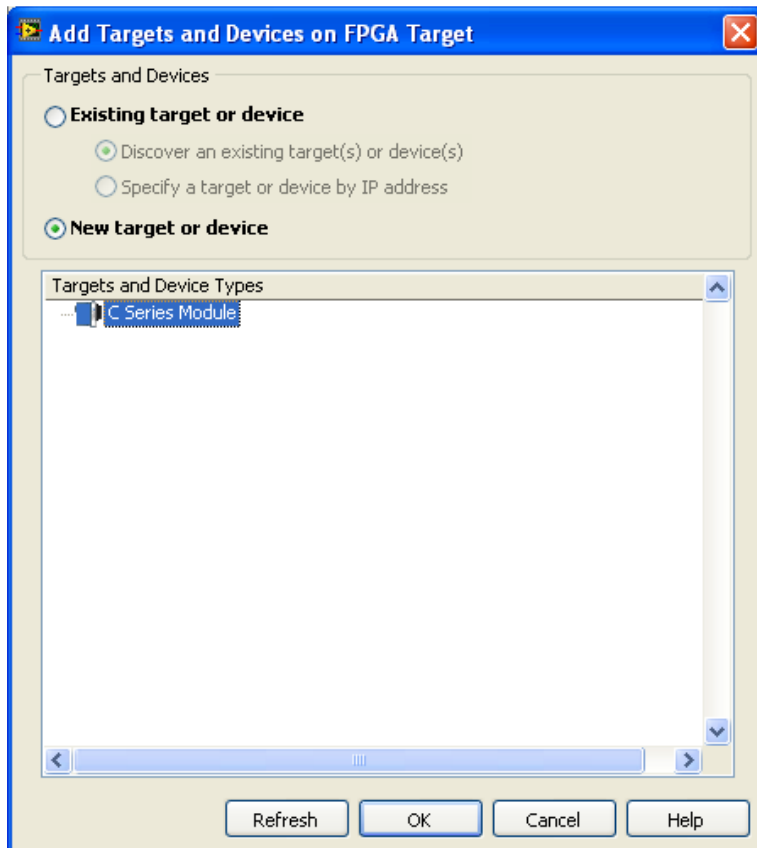 Add Targets and Devices on FPGA Target
Targets and Devices
Existing target or device
Discover an existing target(s) or device(s)
Specify a target or device by IP address
New target or device
Targets and Device Types
C Series Module
Refresh OK Cancel Help